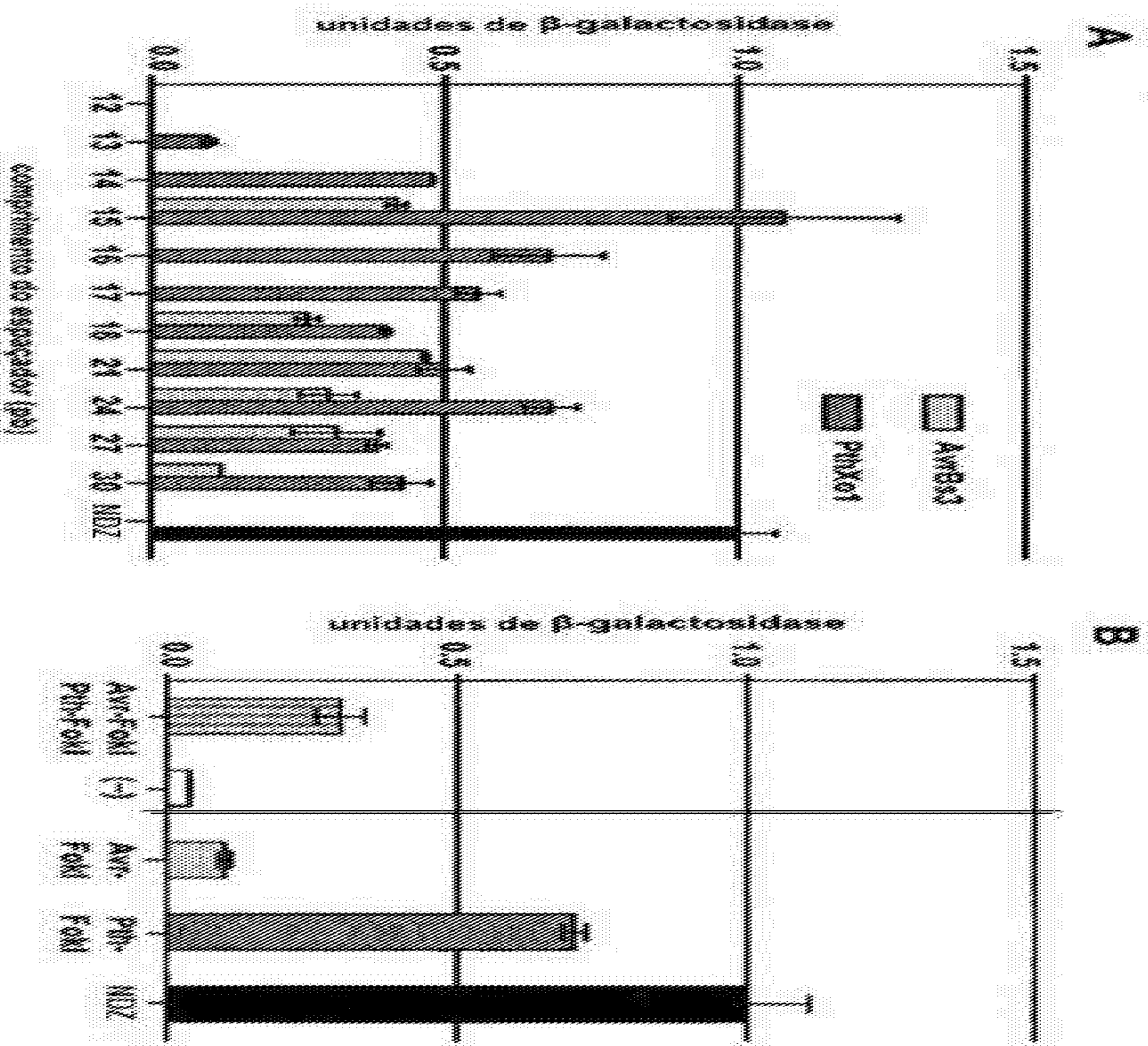 A
unidades de β-galactosidase
1.5
1.0
0.5
0.0
AvrBs3
PthXo1
12
13
14
15
16
17
18
21
24
27
30
NDZ
comprimento do espaçador (pb)
B
unidades de β-galactosidase
1.5
1.0
0.5
0.0
Avr-FokI
Pth-FokI
(-)
Avr-
FokI
Pth-
FokI
NDZ